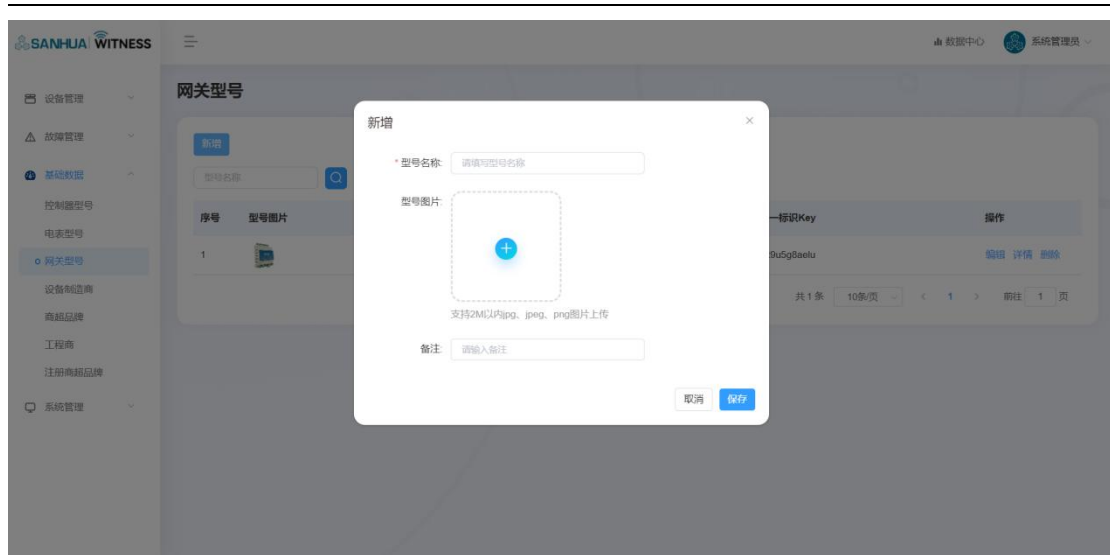 SANHUA WITNESS
数据中心 系统管理员
设备管理
故障管理
基础数据
控制器型号
电表型号
网关型号
设备制造商
商超品牌
工程商
注册商超品牌
系统管理
网关型号
新增
型号名称
序号 型号图片 一标识Key 操作
1 9u5g8aelu 编辑 详情 删除
共 1 条 10条/页 1 前往 1 页
新增
* 型号名称: 请填写型号名称
型号图片:
支持2M以内jpg、jpeg、png图片上传
备注: 请输入备注
取消 保存